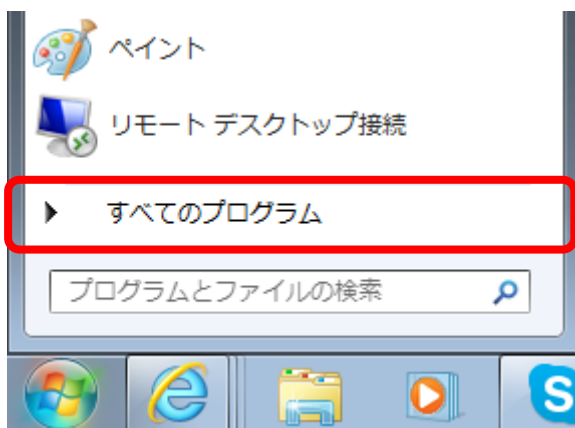 ペイント
リモート デスクトップ接続
すべてのプログラム
プログラムとファイルの検索